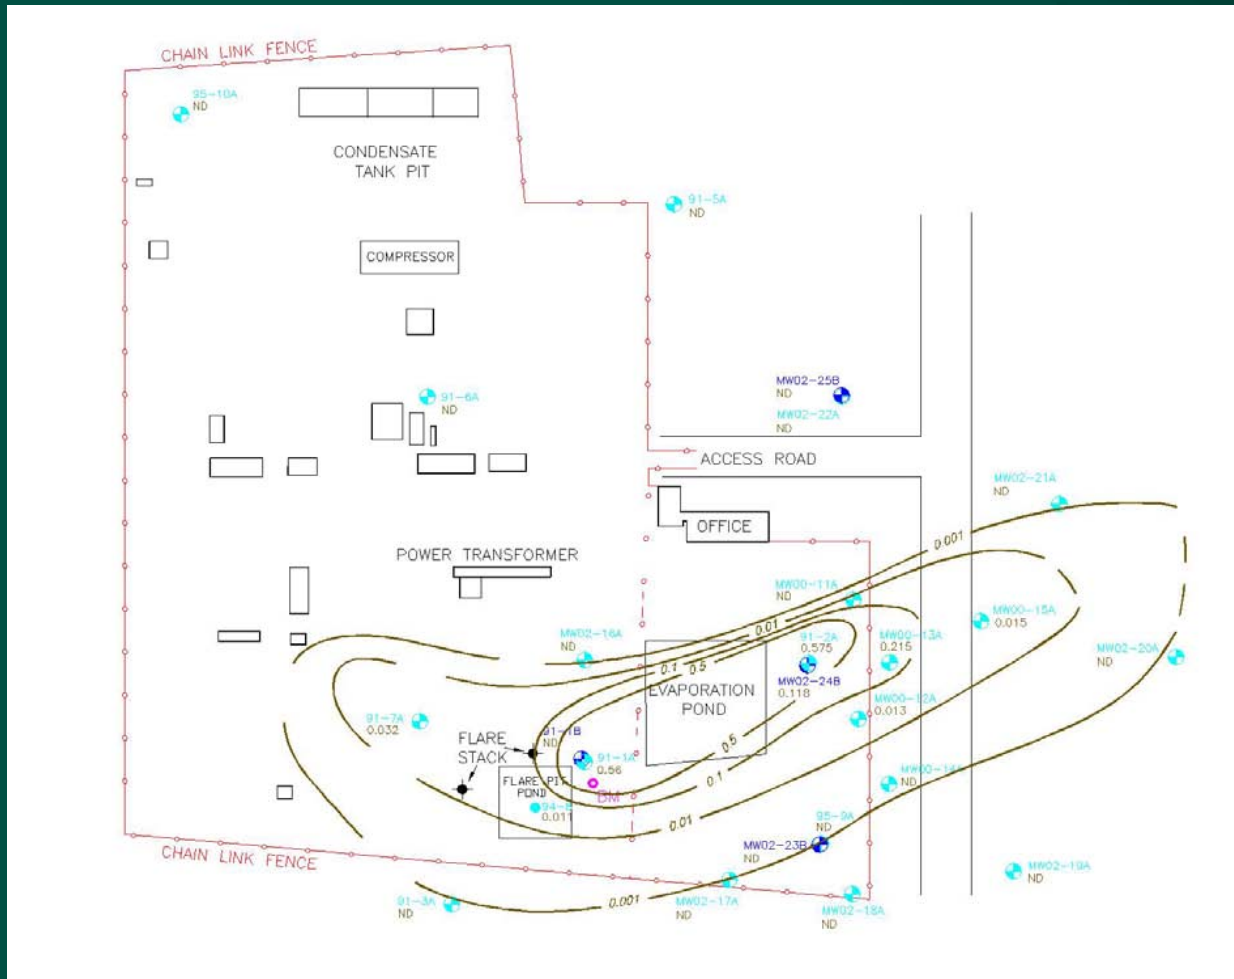 CHAIN LINK FENCE
95-10A
ND
CONDENSATE
TANK PIT
91-5A
ND
COMPRESSOR
91-6A
ND
MW02-25B
ND
MW02-22A
ND
ACCESS ROAD
MW02-21A
ND
OFFICE
0.001
POWER TRANSFORMER
MW00-11A
ND
0.01
MW00-15A
0.015
MW02-16A
ND
91-2A
0.575
MW00-13A
0.215
MW02-20A
ND
0.1
0.5
MW02-24B
0.118
EVAPORATION
POND
MW00-12A
0.013
91-7A
0.032
FLARE
STACK
91-1B
ND
0.5
91-1A
0.56
0.1
FLARE PIT
POND
BM
MW00-14A
ND
94-8
0.011
0.01
95-9A
ND
MW02-23B
ND
CHAIN LINK FENCE
MW02-19A
ND
91-3A
ND
0.001
MW02-17A
ND
MW02-18A
ND